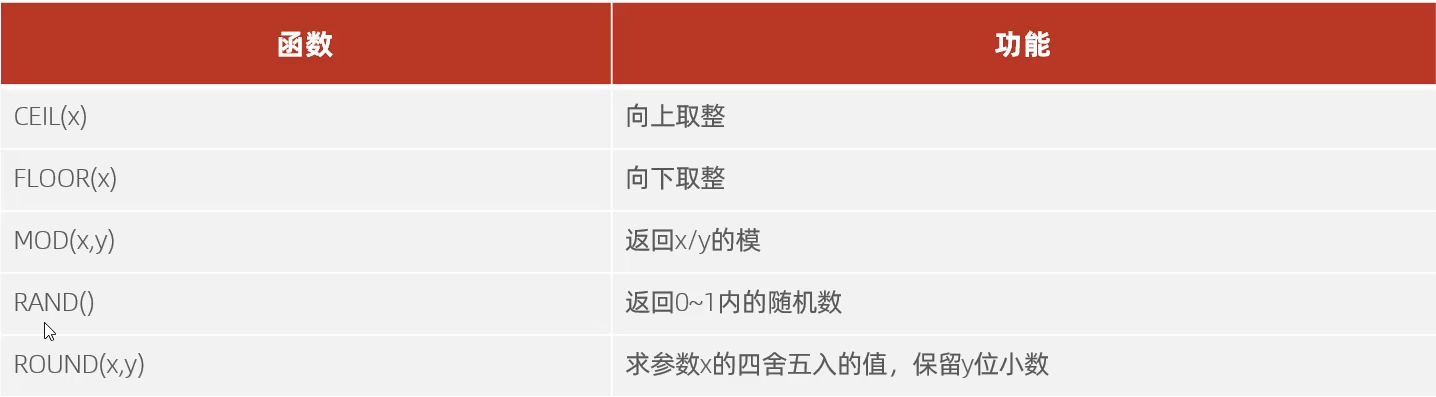 函数 功能
CEIL(x) 向上取整
FLOOR(x) 向下取整
MOD(x,y) 返回x/y的模
RAND() 返回0~1内的随机数
ROUND(x,y) 求参数x的四舍五入的值，保留y位小数